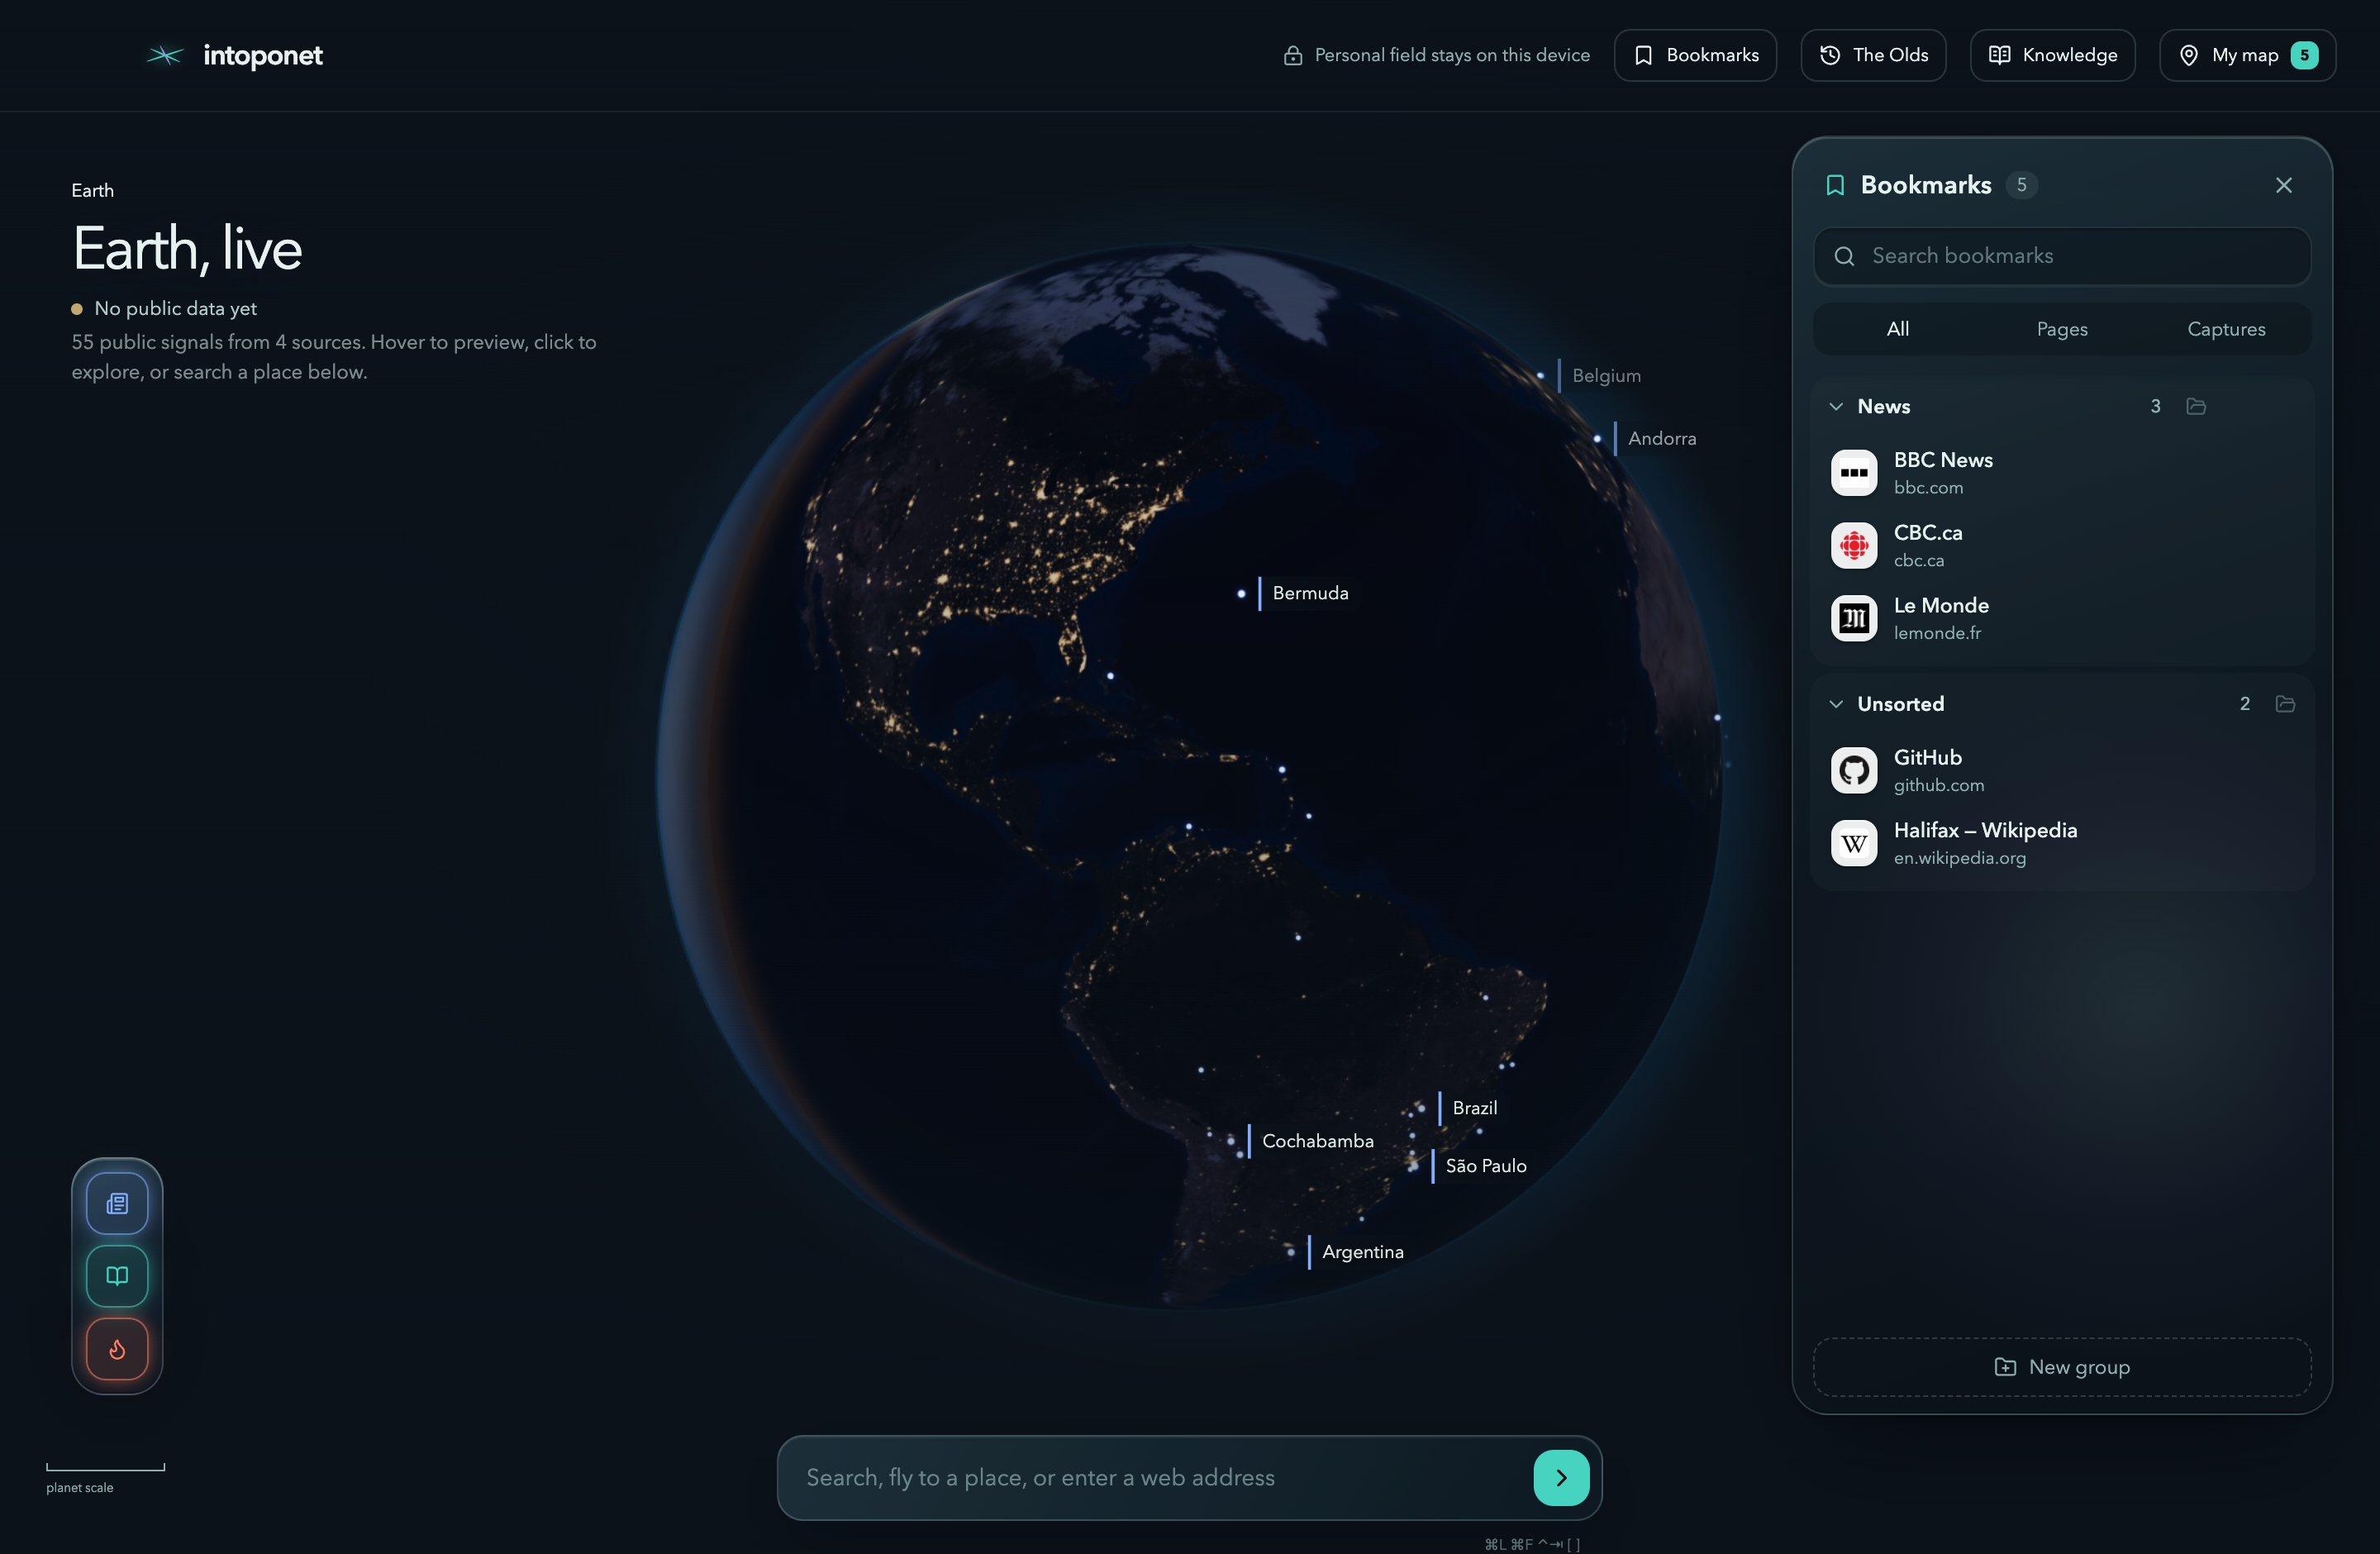 intoponet
Personal field stays on this device
Bookmarks
The Olds
Knowledge
My map 5
Earth
Earth, live
No public data yet
55 public signals from 4 sources. Hover to preview, click to
explore, or search a place below.
Belgium
Andorra
Bermuda
Brazil
Cochabamba
São Paulo
Argentina
Bookmarks 5
Search bookmarks
All
Pages
Captures
News 3
BBC News
bbc.com
CBC.ca
cbc.ca
Le Monde
lemonde.fr
Unsorted 2
GitHub
github.com
Halifax – Wikipedia
en.wikipedia.org
New group
planet scale
Search, fly to a place, or enter a web address
⌘L ⌘F ^⇥ [ ]